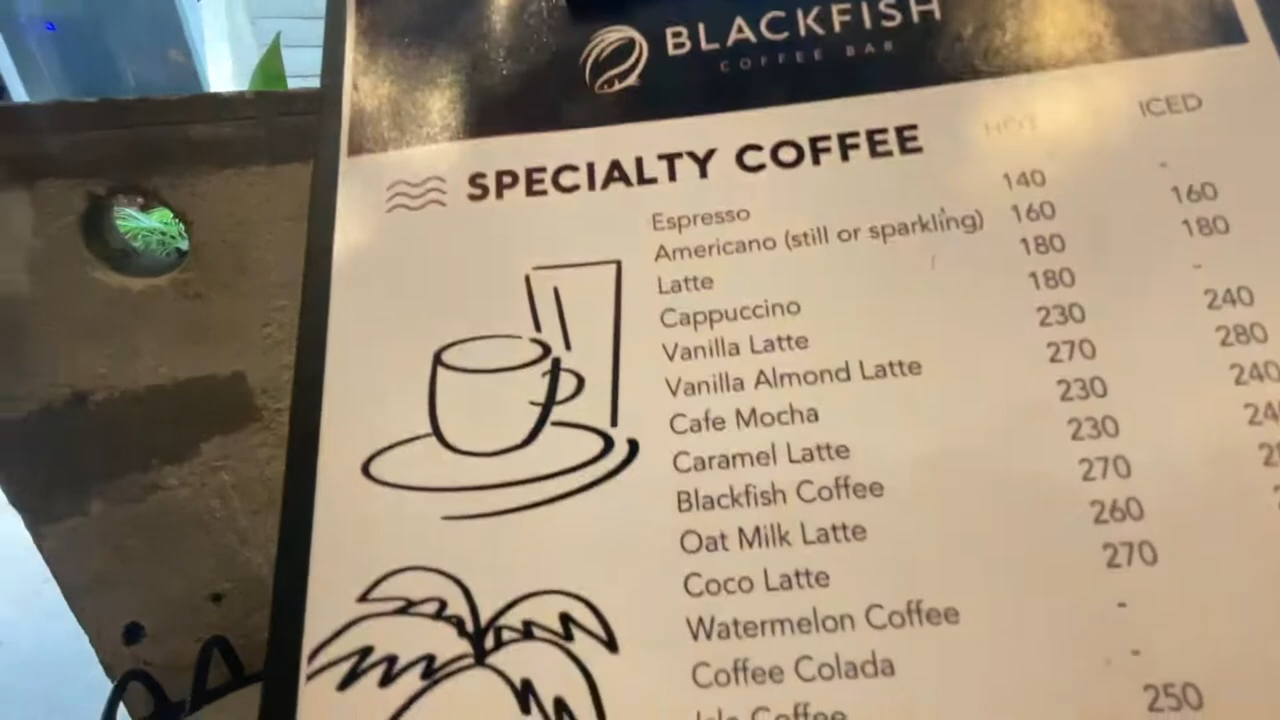 BLACKFISH
COFFEE BAR
SPECIALTY COFFEE HOT ICED
Espresso 140 -
Americano (still or sparkling) 160 160
Latte 180 180
Cappuccino 180 -
Vanilla Latte 230 240
Vanilla Almond Latte 270 280
Cafe Mocha 230 240
Caramel Latte 230
Blackfish Coffee 270
Oat Milk Latte 260
Coco Latte 270
Watermelon Coffee -
Coffee Colada -
Coffee 250